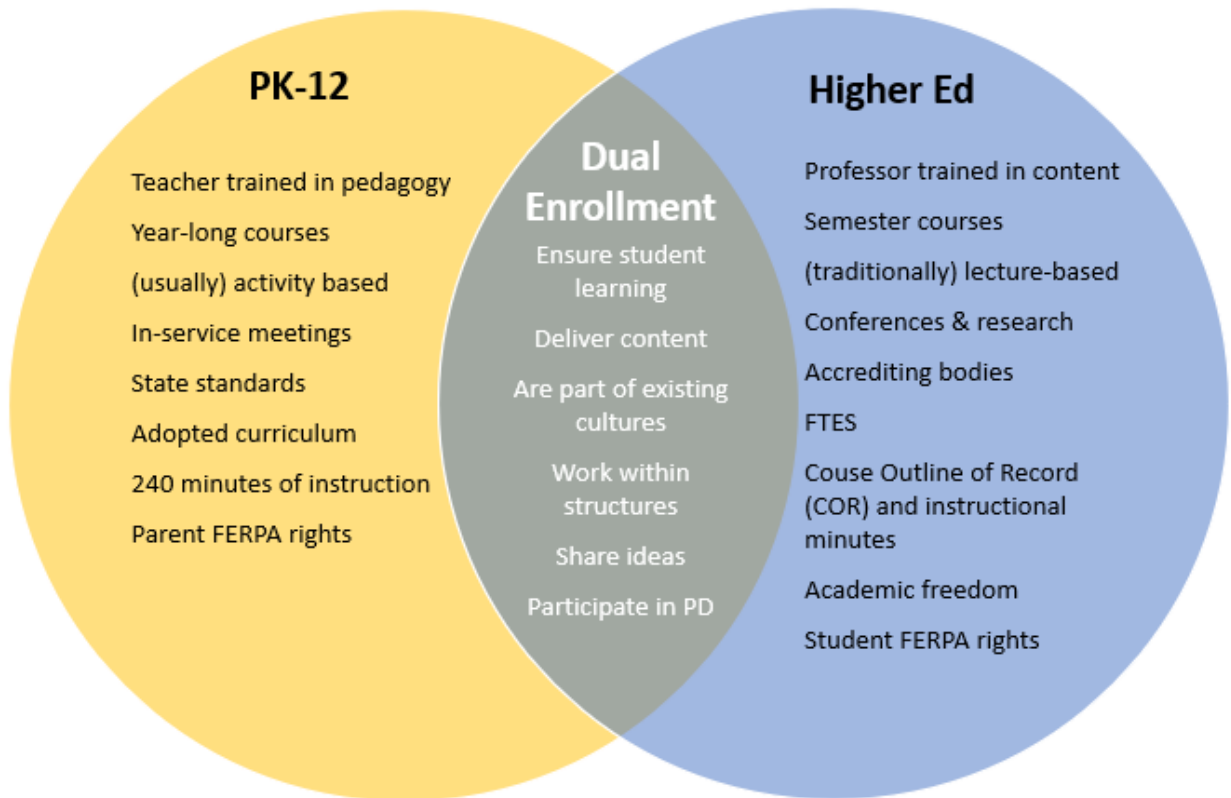 PK-12
Teacher trained in pedagogy
Year-long courses
(usually) activity based
In-service meetings
State standards
Adopted curriculum
240 minutes of instruction
Parent FERPA rights
Dual
Enrollment
Ensure student
learning
Deliver content
Are part of existing
cultures
Work within
structures
Share ideas
Participate in PD
Higher Ed
Professor trained in content
Semester courses
(traditionally) lecture-based
Conferences & research
Accrediting bodies
FTES
Couse Outline of Record
(COR) and instructional
minutes
Academic freedom
Student FERPA rights